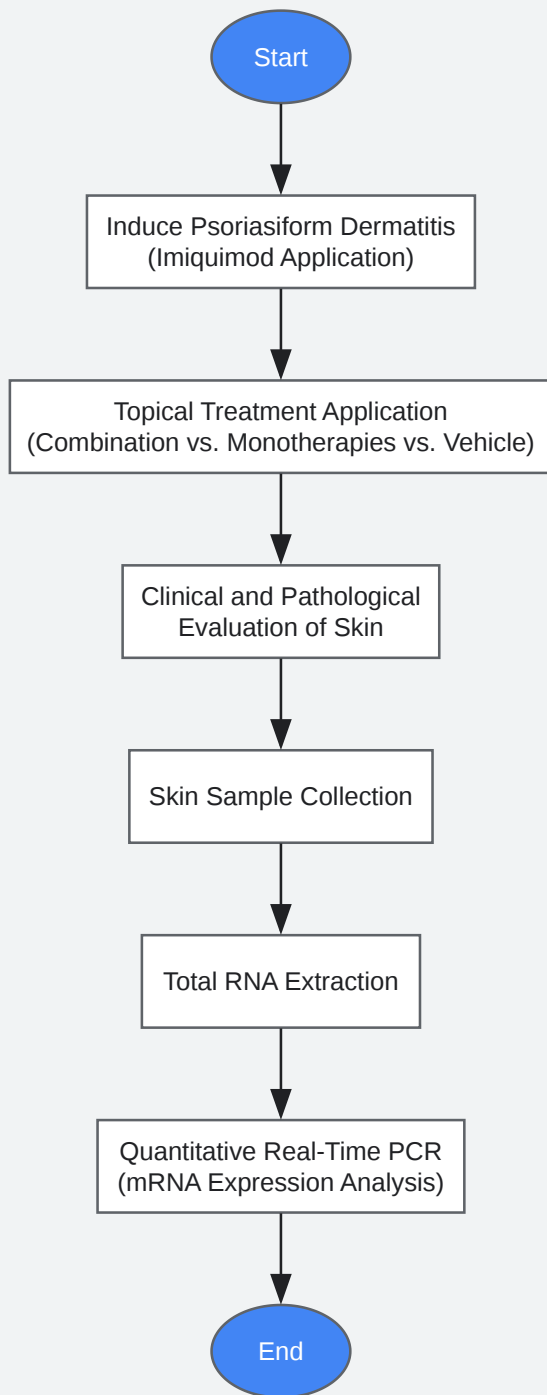 Start
Induce Psoriasiform Dermatitis
(Imiquimod Application)
Topical Treatment Application
(Combination vs. Monotherapies vs. Vehicle)
Clinical and Pathological
Evaluation of Skin
Skin Sample Collection
Total RNA Extraction
Quantitative Real-Time PCR
(mRNA Expression Analysis)
End